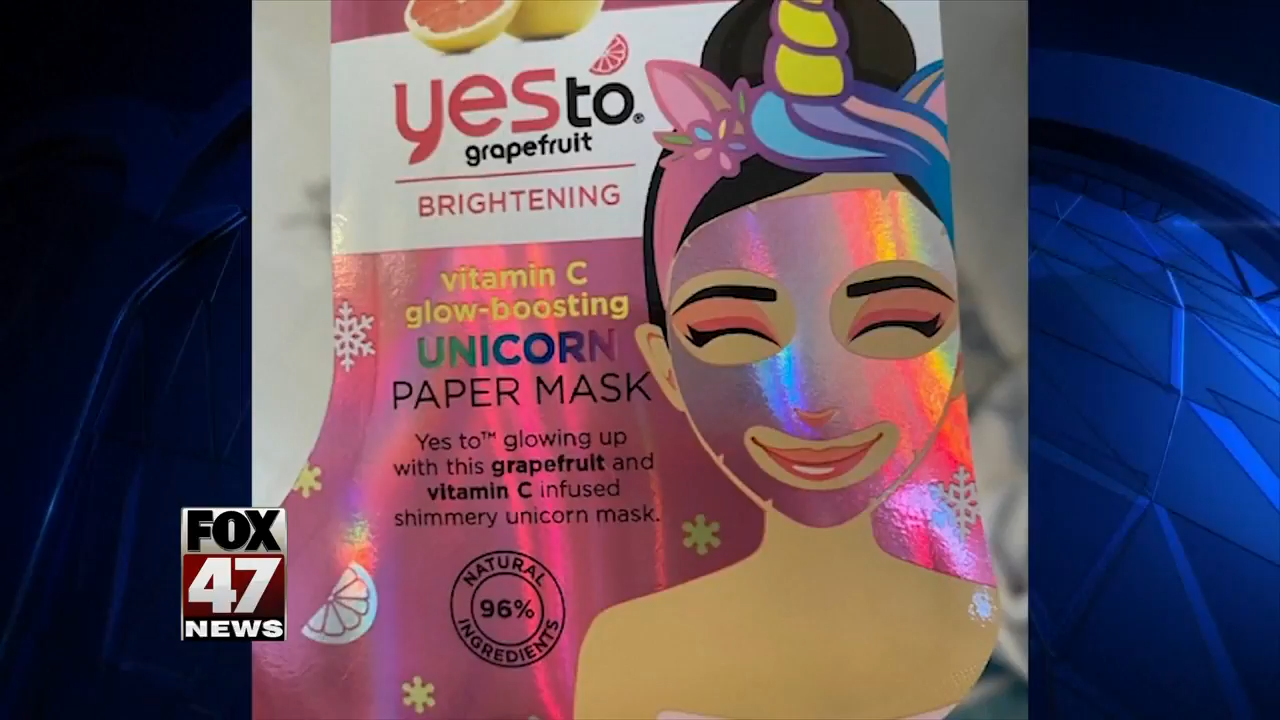 yes to®
grapefruit
BRIGHTENING
vitamin C
glow-boosting
UNICORN
PAPER MASK
Yes to™ glowing up
with this grapefruit and
vitamin C infused
shimmery unicorn mask.
NATURAL
96%
INGREDIENTS
FOX
47
NEWS